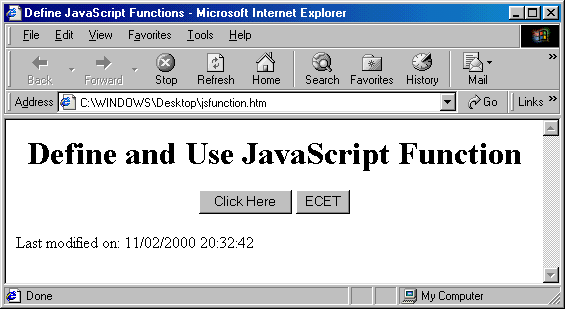 Define JavaScript Functions - Microsoft Internet Explorer
File Edit View Favorites Tools Help
Back Forward Stop Refresh Home Search Favorites History Mail »
Address C:\WINDOWS\Desktop\jsfunction.htm Go Links »
Define and Use JavaScript Function
Click Here ECET
Last modified on: 11/02/2000 20:32:42
Done My Computer